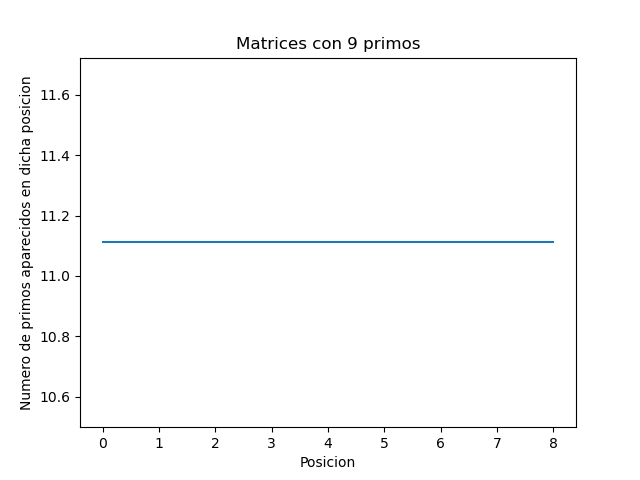 Matrices con 9 primos
Numero de primos aparecidos en dicha posicion
11.6
11.4
11.2
11.0
10.8
10.6
0 1 2 3 4 5 6 7 8
Posicion